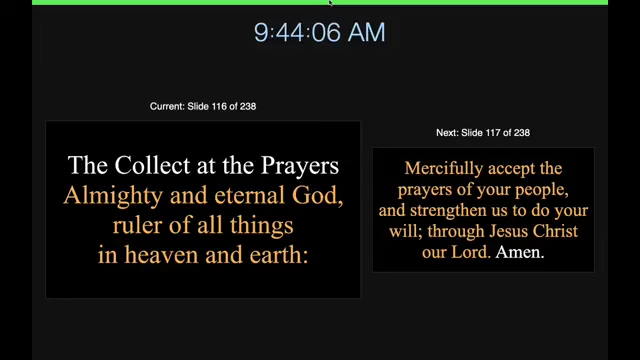 9:44:06 AM
Current: Slide 116 of 238
The Collect at the Prayers
Almighty and eternal God,
ruler of all things
in heaven and earth:
Next: Slide 117 of 238
Mercifully accept the
prayers of your people,
and strengthen us to do your
will; through Jesus Christ
our Lord. Amen.